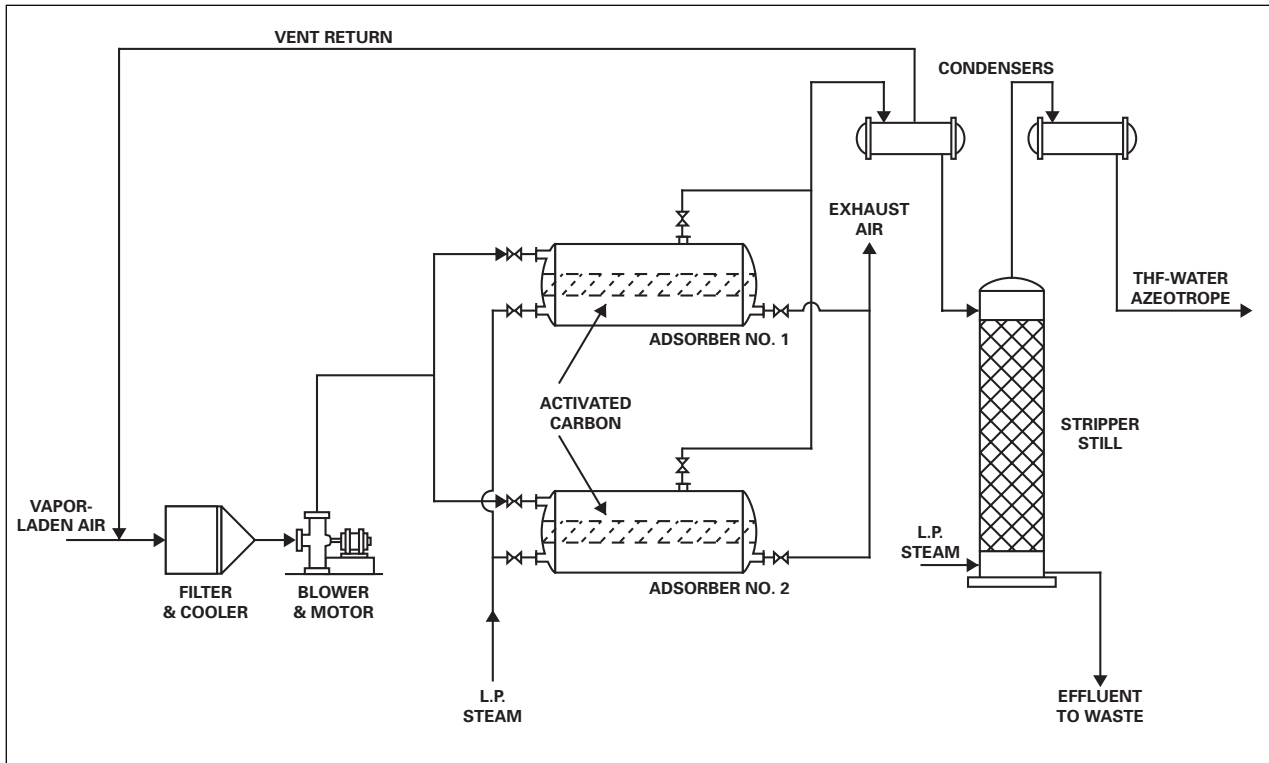 VENT RETURN
CONDENSERS
EXHAUST
AIR
THF-WATER
AZEOTROPE
ADSORBER NO. 1
ACTIVATED
CARBON
STRIPPER
STILL
VAPOR-
LADEN AIR
L.P.
STEAM
FILTER
& COOLER
BLOWER
& MOTOR
ADSORBER NO. 2
L.P.
STEAM
EFFLUENT
TO WASTE